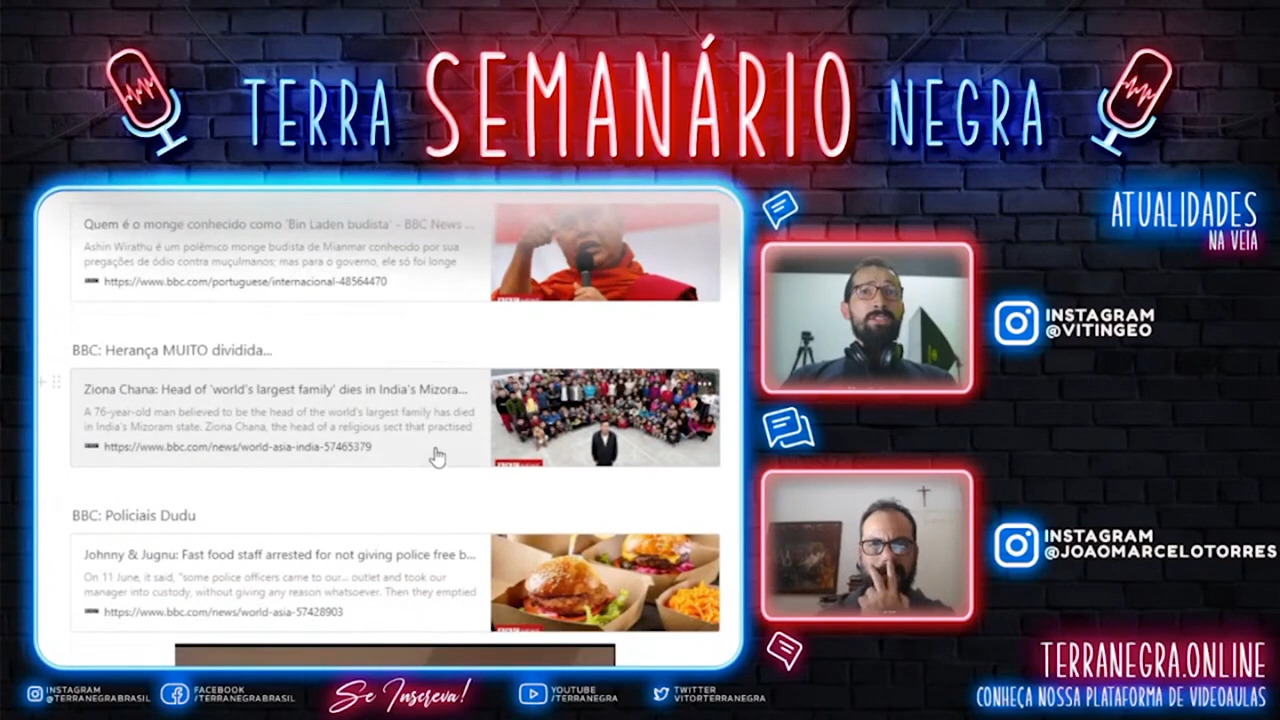 TERRA SEMANÁRIO NEGRA
Quem é o monge conhecido como 'Bin Laden budista' - BBC News ...
Ashin Wirathu é um polêmico monge budista de Mianmar conhecido por sua
pregações de ódio contra muçulmanos; mas para o governo, ele só foi longe
https://www.bbc.com/portuguese/internacional-48564470
BBC: Herança MUITO dividida...
Ziona Chana: Head of 'world's largest family' dies in India's Mizora...
A 76-year-old man believed to be the head of the world's largest family has died
in India's Mizoram state. Ziona Chana, the head of a religious sect that practised
https://www.bbc.com/news/world-asia-india-57465379
BBC: Policiais Dudu
Johnny & Jugnu: Fast food staff arrested for not giving police free b...
On 11 June, it said, "some police officers came to our... outlet and took our
manager into custody, without giving any reason whatsoever. Then they emptied
https://www.bbc.com/news/world-asia-57428903
ATUALIDADES
NA VEIA
INSTAGRAM
@VITINGEO
INSTAGRAM
@JOAOMARCELOTORRES
TERRANEGRA.ONLINE
CONHEÇA NOSSA PLATAFORMA DE VIDEOAULAS
INSTAGRAM
@TERRANEGRABRASIL
FACEBOOK
/TERRANEGRABRASIL
Se Inscreva!
YOUTUBE
/TERRANEGRA
TWITTER
VITORTERRANEGRA